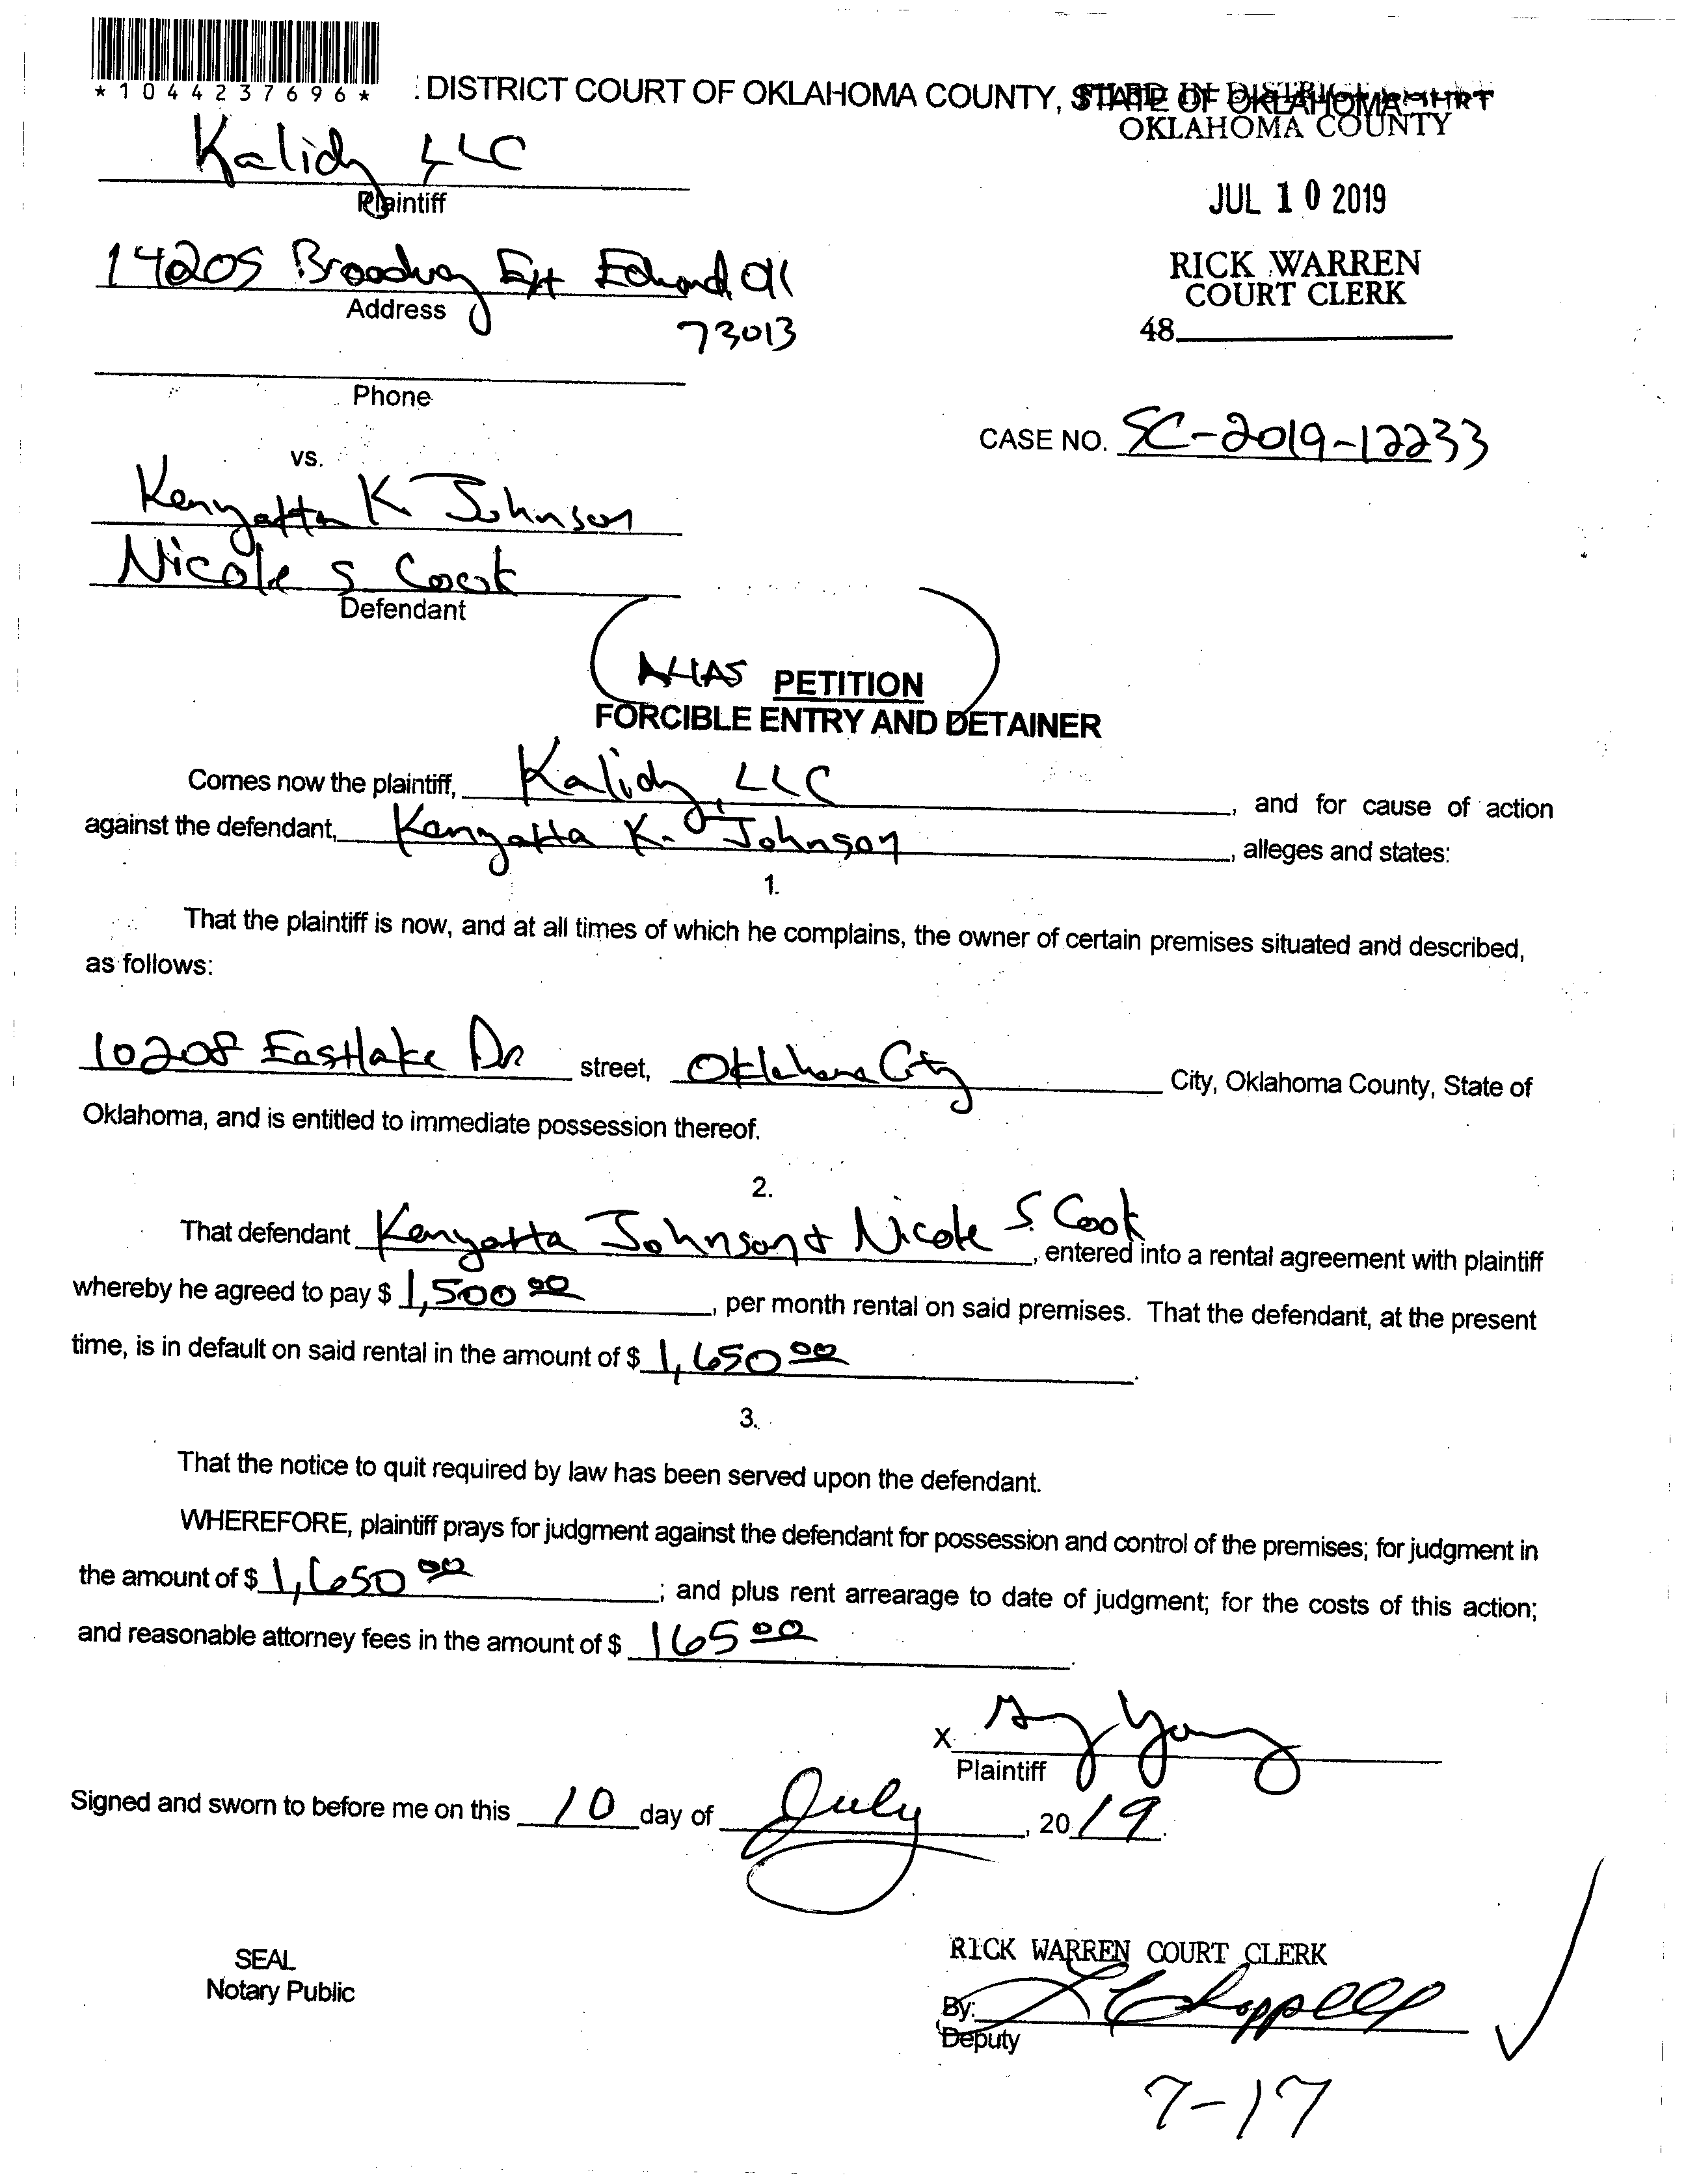 *1044237696*
DISTRICT COURT OF OKLAHOMA COUNTY, STATE OF OKLAHOMA
FILED IN DISTRICT COURT
OKLAHOMA COUNTY
Kalidy LLC
Plaintiff
JUL 10 2019
14205 Broadway Ext Edmond OK
Address
73013
RICK WARREN
COURT CLERK
48
Phone
CASE NO. SC-2019-12233
vs.
Kenyatta K Johnson
Nicole S Cook
Defendant
ALIAS PETITION
FORCIBLE ENTRY AND DETAINER
Comes now the plaintiff, Kalidy, LLC, and for cause of action
against the defendant, Kenyatta K. Johnson, alleges and states:
1.
That the plaintiff is now, and at all times of which he complains, the owner of certain premises situated and described,
as follows:
10208 Eastlake Dr street, Oklahoma City City, Oklahoma County, State of
Oklahoma, and is entitled to immediate possession thereof.
2.
That defendant Kenyatta Johnson & Nicole S. Cook, entered into a rental agreement with plaintiff
whereby he agreed to pay $ 1,500 00, per month rental on said premises. That the defendant, at the present
time, is in default on said rental in the amount of $ 1,650 00.
3.
That the notice to quit required by law has been served upon the defendant.
WHEREFORE, plaintiff prays for judgment against the defendant for possession and control of the premises; for judgment in
the amount of $ 1,650 00; and plus rent arrearage to date of judgment; for the costs of this action;
and reasonable attorney fees in the amount of $ 165 00.
X
Plaintiff
Signed and sworn to before me on this 10 day of July, 2019.
SEAL
Notary Public
RICK WARREN COURT CLERK
By: Chappell
Deputy
7-17